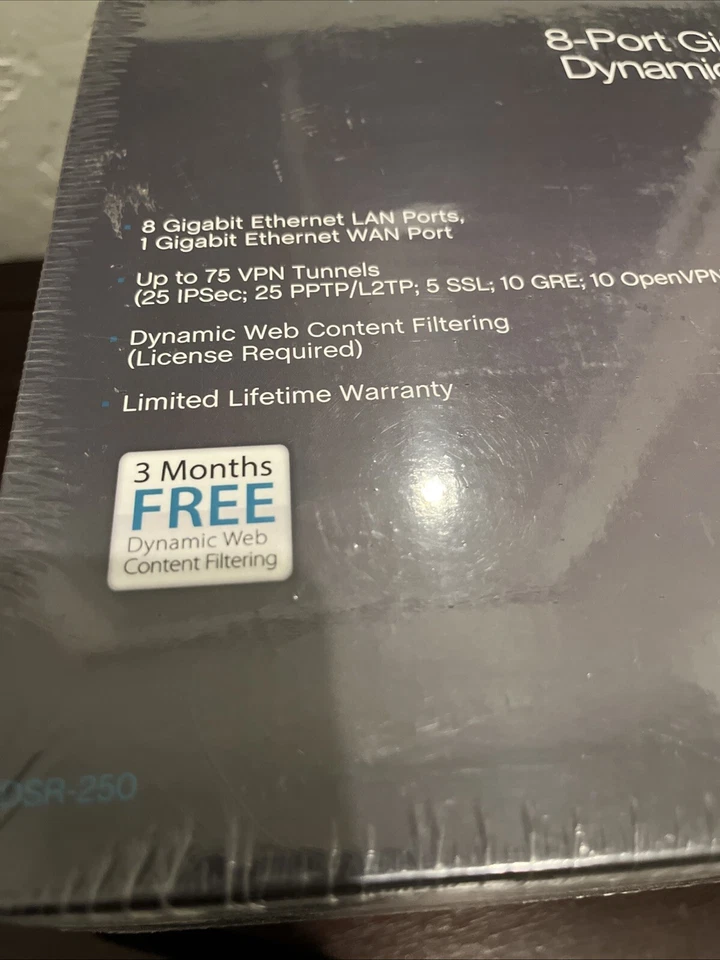 8-Port
Dynamic
8 Gigabit Ethernet LAN Ports,
1 Gigabit Ethernet WAN Port
Up to 75 VPN Tunnels
(25 IPSec; 25 PPTP/L2TP; 5 SSL; 10 GRE; 10 OpenVPN
Dynamic Web Content Filtering
(License Required)
Limited Lifetime Warranty
3 Months
FREE
Dynamic Web
Content Filtering
DSR-250